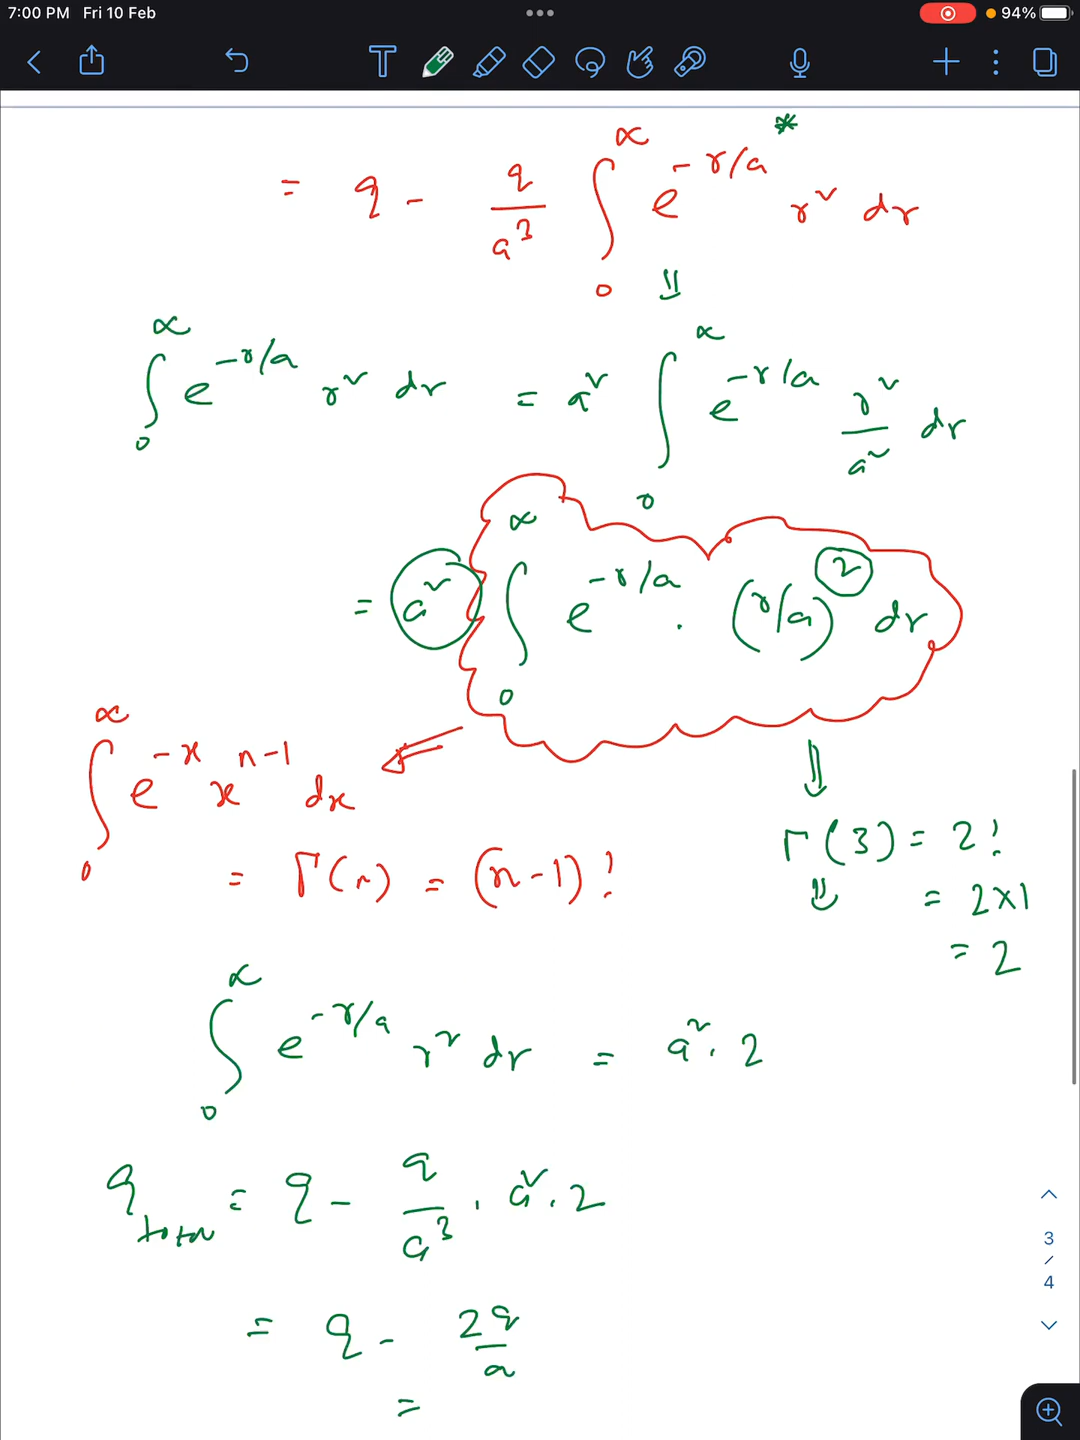 7:00 PM Fri 10 Feb 94%
T
= q - q/a³ ∫₀^∝ e^(-r/a)* r² dr
∫₀^∝ e^(-r/a) r² dr = a² ∫₀^∝ e^(-r/a) r²/a² dr
= a² ∫₀^∝ e^(-r/a) . (r/a)² dr
∫₀^∝ e^(-x) x^(n-1) dx
= Γ(n) = (n-1)!
Γ(3) = 2!
= 2×1
= 2
∫₀^∝ e^(-r/a) r² dr = a². 2
q_total = q - q/a³ . a². 2
= q - 2q/a
=
3
/
4